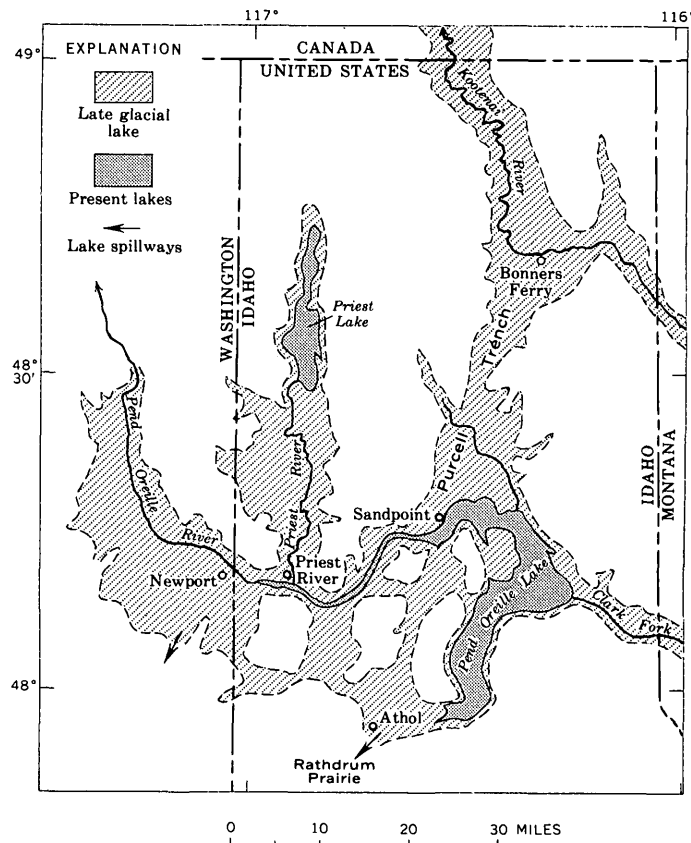 117°
116°
49°
EXPLANATION
Late glacial
lake
Present lakes
Lake spillways
CANADA
UNITED STATES
Kootenai
River
WASHINGTON
IDAHO
Priest
Lake
Bonners
Ferry
Trench
Purcell
48°
30'
Pend
Oreille
River
Priest
River
Sandpoint
IDAHO
MONTANA
Newport
Priest
River
Pend Oreille Lake
Clark
Fork
48°
Athol
Rathdrum
Prairie
0 10 20 30 MILES